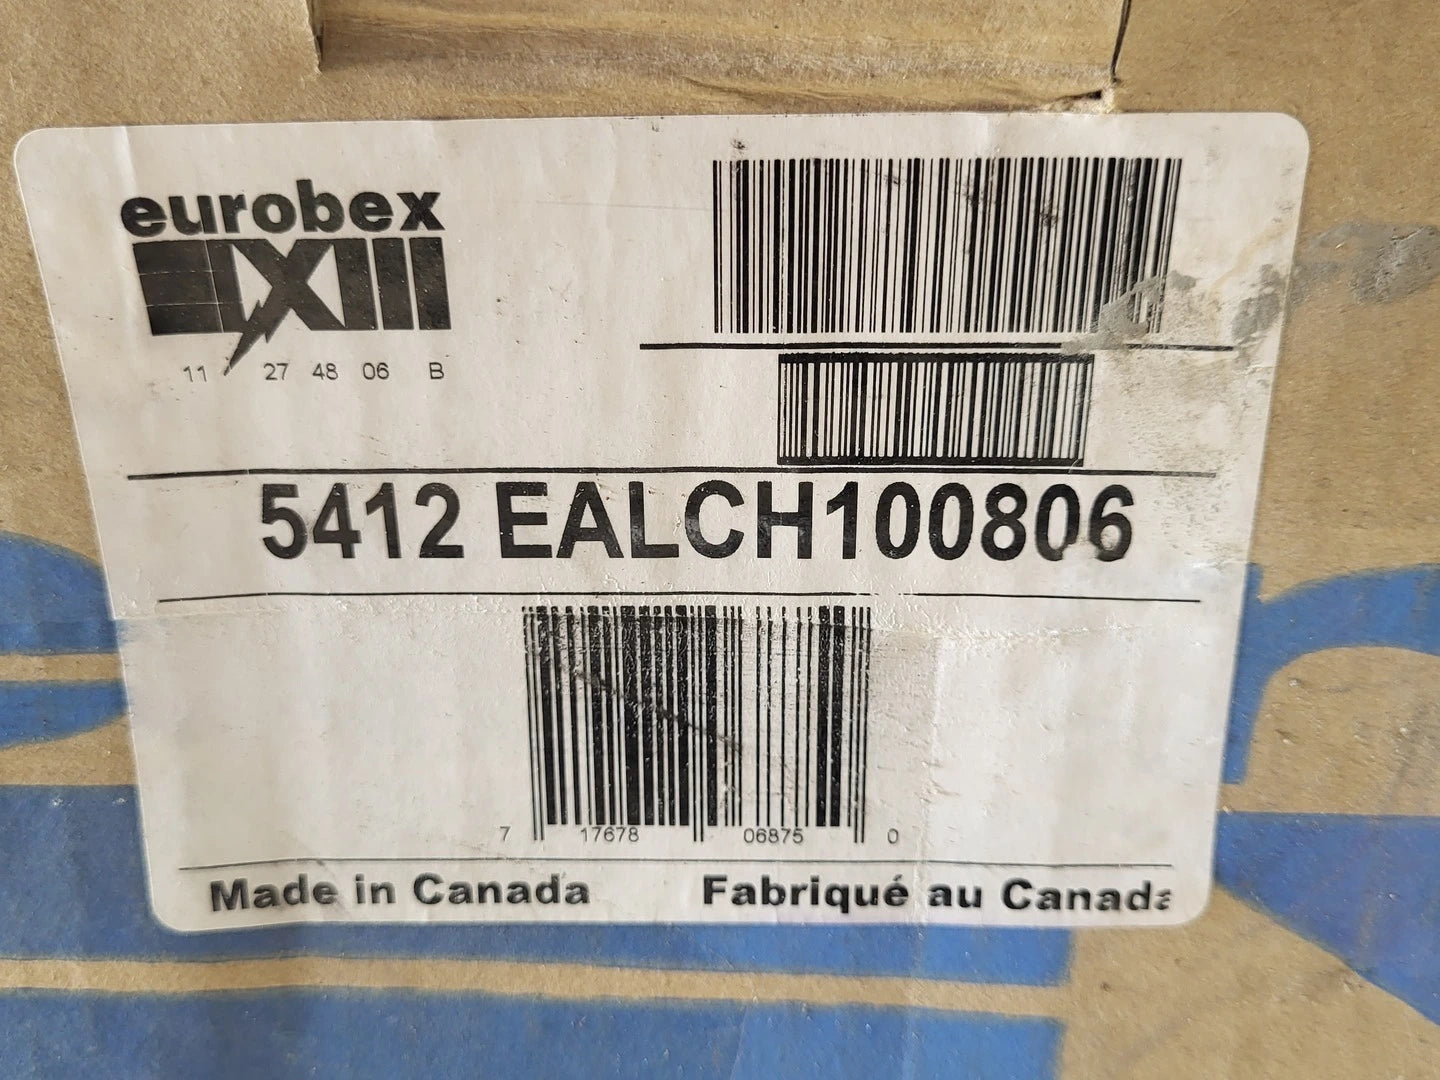 eurobex
11 27 48 06 B
5412 EALCH100806
7 17678 06875 0
Made in Canada Fabriqué au Canada